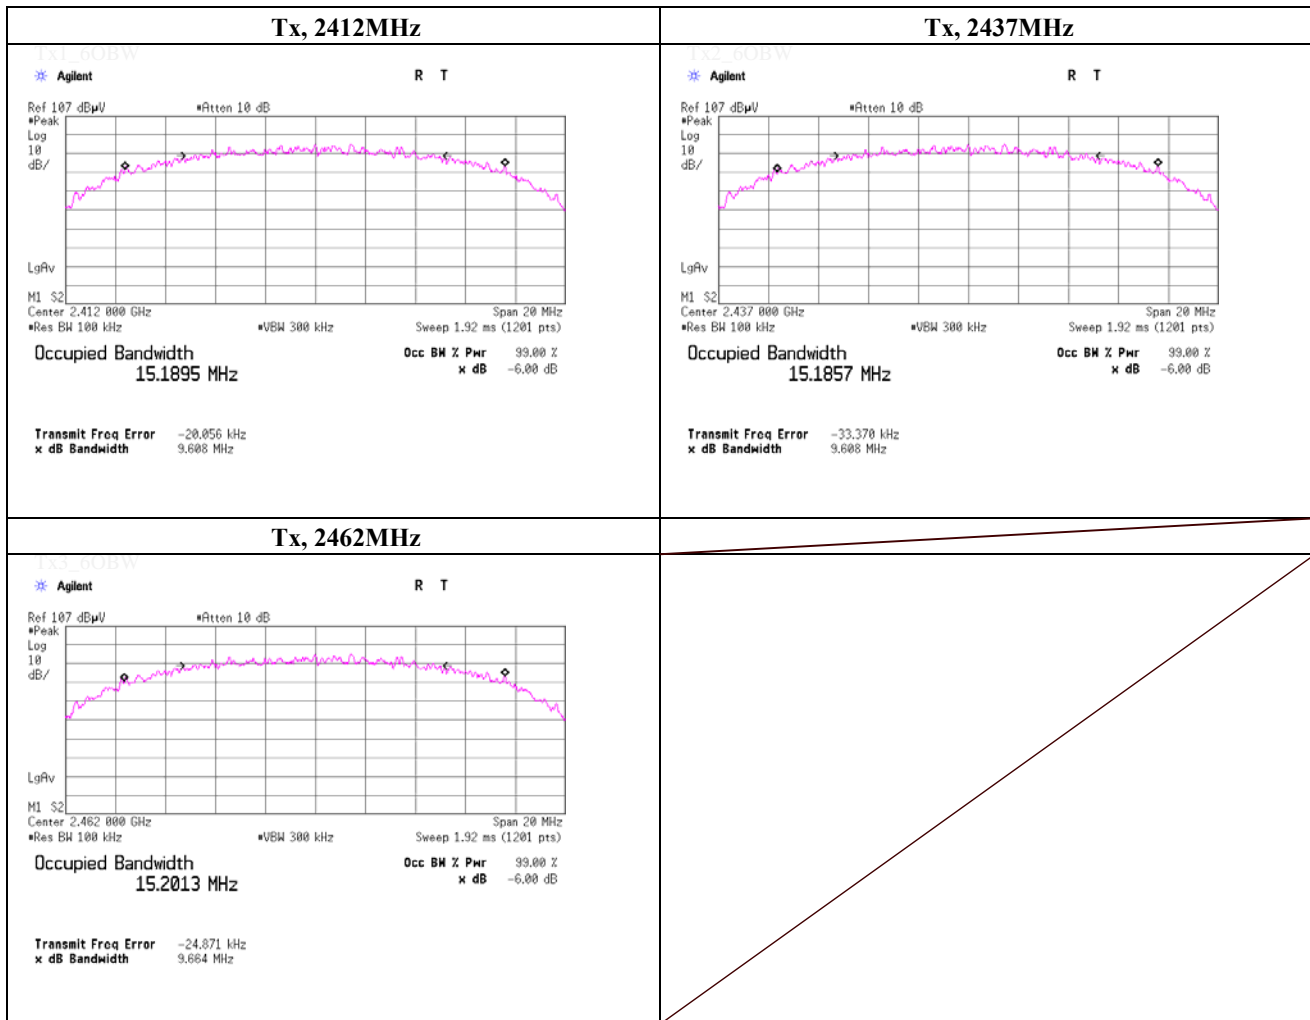 Tx, 2412MHz
Tx1_6OBW
Agilent
R T
Ref 107 dBµV
#Atten 10 dB
#Peak
Log
10
dB/
LgAv
M1 S2
Center 2.412 000 GHz
Span 20 MHz
#Res BW 100 kHz
#VBW 300 kHz
Sweep 1.92 ms (1201 pts)
Occupied Bandwidth
15.1895 MHz
Occ BW % Pwr 99.00 %
x dB -6.00 dB
Transmit Freq Error -20.056 kHz
x dB Bandwidth 9.608 MHz
Tx, 2437MHz
Tx2_6OBW
Agilent
R T
Ref 107 dBµV
#Atten 10 dB
#Peak
Log
10
dB/
LgAv
M1 S2
Center 2.437 000 GHz
Span 20 MHz
#Res BW 100 kHz
#VBW 300 kHz
Sweep 1.92 ms (1201 pts)
Occupied Bandwidth
15.1857 MHz
Occ BW % Pwr 99.00 %
x dB -6.00 dB
Transmit Freq Error -33.370 kHz
x dB Bandwidth 9.608 MHz
Tx, 2462MHz
Tx3_6OBW
Agilent
R T
Ref 107 dBµV
#Atten 10 dB
#Peak
Log
10
dB/
LgAv
M1 S2
Center 2.462 000 GHz
Span 20 MHz
#Res BW 100 kHz
#VBW 300 kHz
Sweep 1.92 ms (1201 pts)
Occupied Bandwidth
15.2013 MHz
Occ BW % Pwr 99.00 %
x dB -6.00 dB
Transmit Freq Error -24.871 kHz
x dB Bandwidth 9.664 MHz